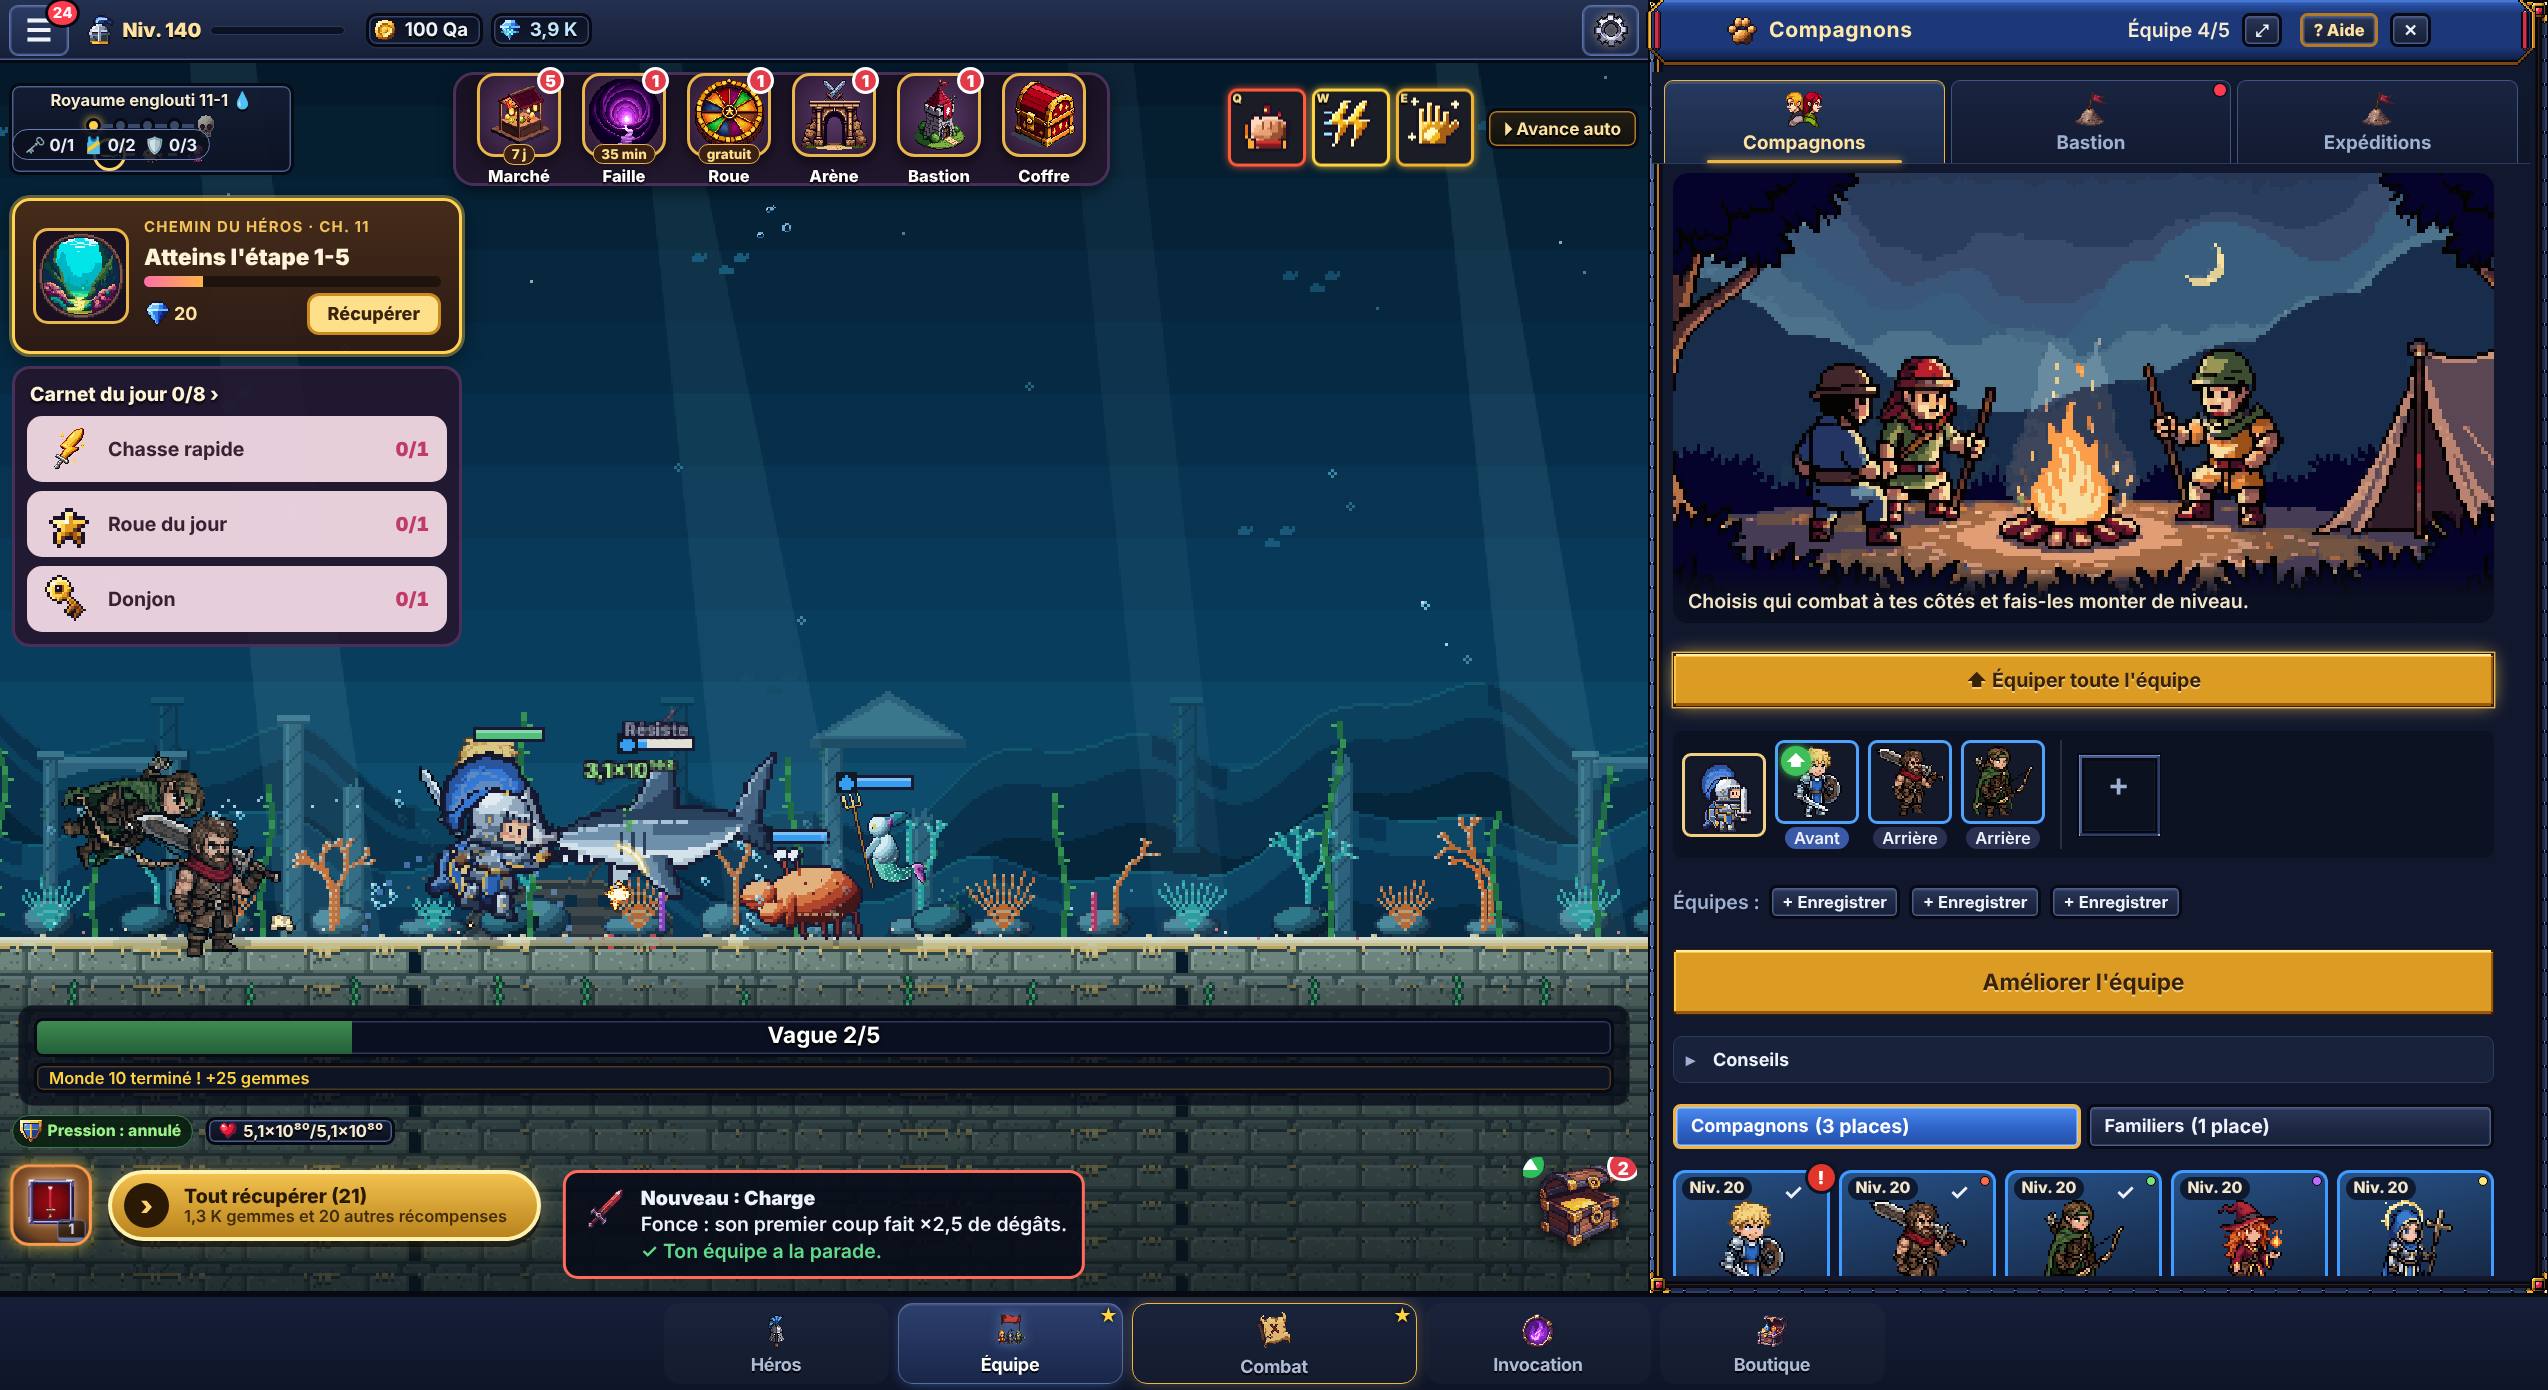 24
Niv. 140
100 Qa
3,9 K
Royaume englouti 11-1
0/1 0/2 0/3
5
7 j
Marché
1
35 min
Faille
1
gratuit
Roue
1
Arène
1
Bastion
Coffre
Q
W
E
Avance auto
CHEMIN DU HÉROS · CH. 11
Atteins l'étape 1-5
20
Récupérer
Carnet du jour 0/8 ›
Chasse rapide 0/1
Roue du jour 0/1
Donjon 0/1
Résiste
Vague 2/5
Monde 10 terminé ! +25 gemmes
Pression : annulé
5,1×10⁸⁰/5,1×10⁸⁰
1
Tout récupérer (21)
1,3 K gemmes et 20 autres récompenses
Nouveau : Charge
Fonce : son premier coup fait ×2,5 de dégâts.
✓ Ton équipe a la parade.
2
Héros
Équipe
Combat
Invocation
Boutique
Compagnons
Équipe 4/5
? Aide
Compagnons
Bastion
Expéditions
Choisis qui combat à tes côtés et fais-les monter de niveau.
Équiper toute l'équipe
Avant
Arrière
Arrière
+
Équipes :
+ Enregistrer
+ Enregistrer
+ Enregistrer
Améliorer l'équipe
Conseils
Compagnons (3 places)
Familiers (1 place)
Niv. 20
!
Niv. 20
Niv. 20
Niv. 20
Niv. 20